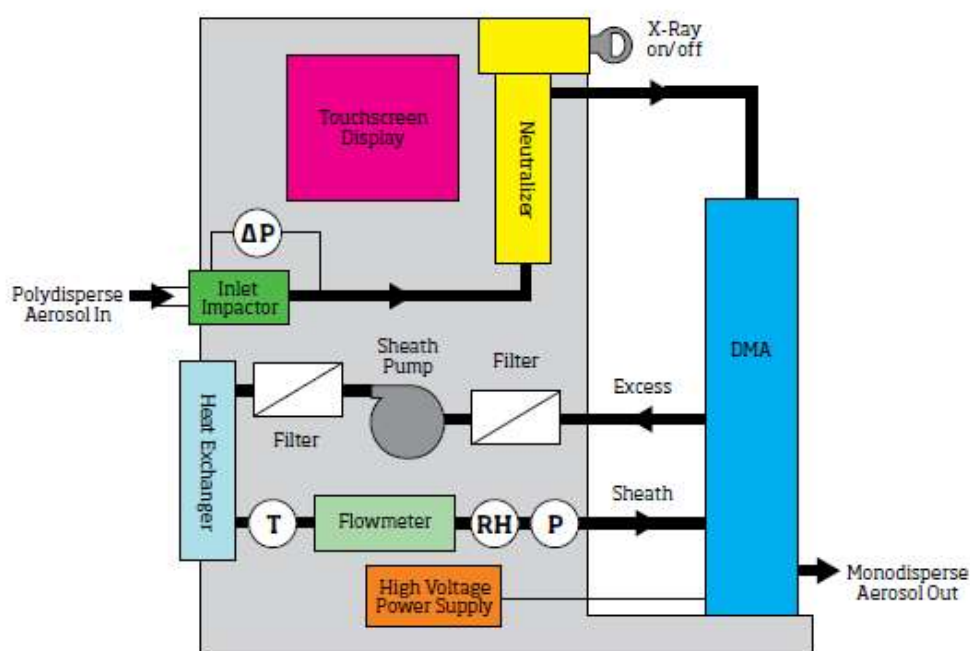 X-Ray
on/off
Touchscreen
Display
Neutralizer
ΔP
Polydisperse
Aerosol In
Inlet
Impactor
DMA
Sheath
Pump
Filter
Excess
Filter
Heat Exchanger
Sheath
T
Flowmeter
RH
P
High Voltage
Power Supply
Monodisperse
Aerosol Out